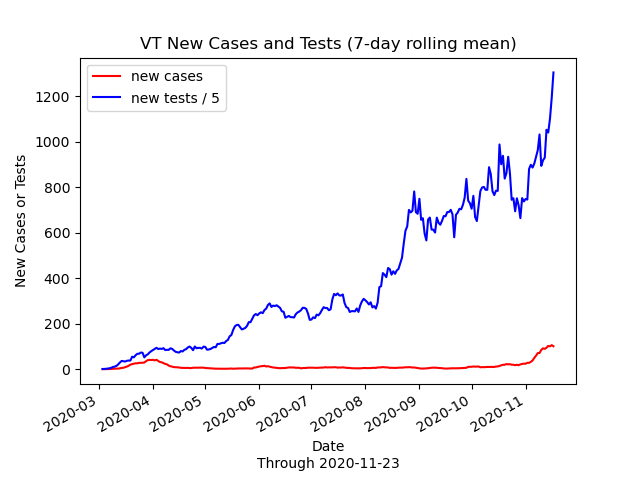 VT New Cases and Tests (7-day rolling mean)
new cases
new tests / 5
New Cases or Tests
1200
1000
800
600
400
200
0
2020-03
2020-04
2020-05
2020-06
2020-07
2020-08
2020-09
2020-10
2020-11
Date
Through 2020-11-23